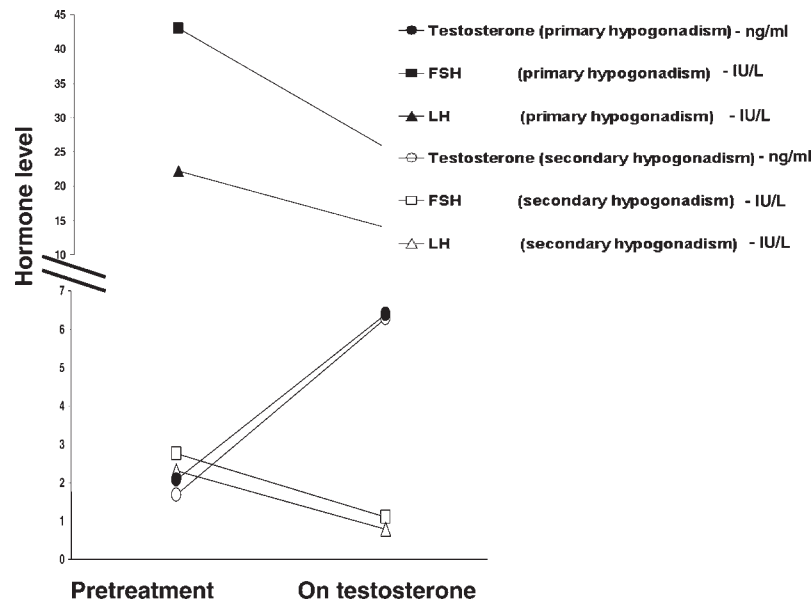 45
40
35
30
25
20
15
10
7
6
5
4
3
2
1
0
Hormone level
Pretreatment On testosterone
Testosterone (primary hypogonadism) - ng/ml
FSH (primary hypogonadism) - IU/L
LH (primary hypogonadism) - IU/L
Testosterone (secondary hypogonadism) - ng/ml
FSH (secondary hypogonadism) - IU/L
LH (secondary hypogonadism) - IU/L